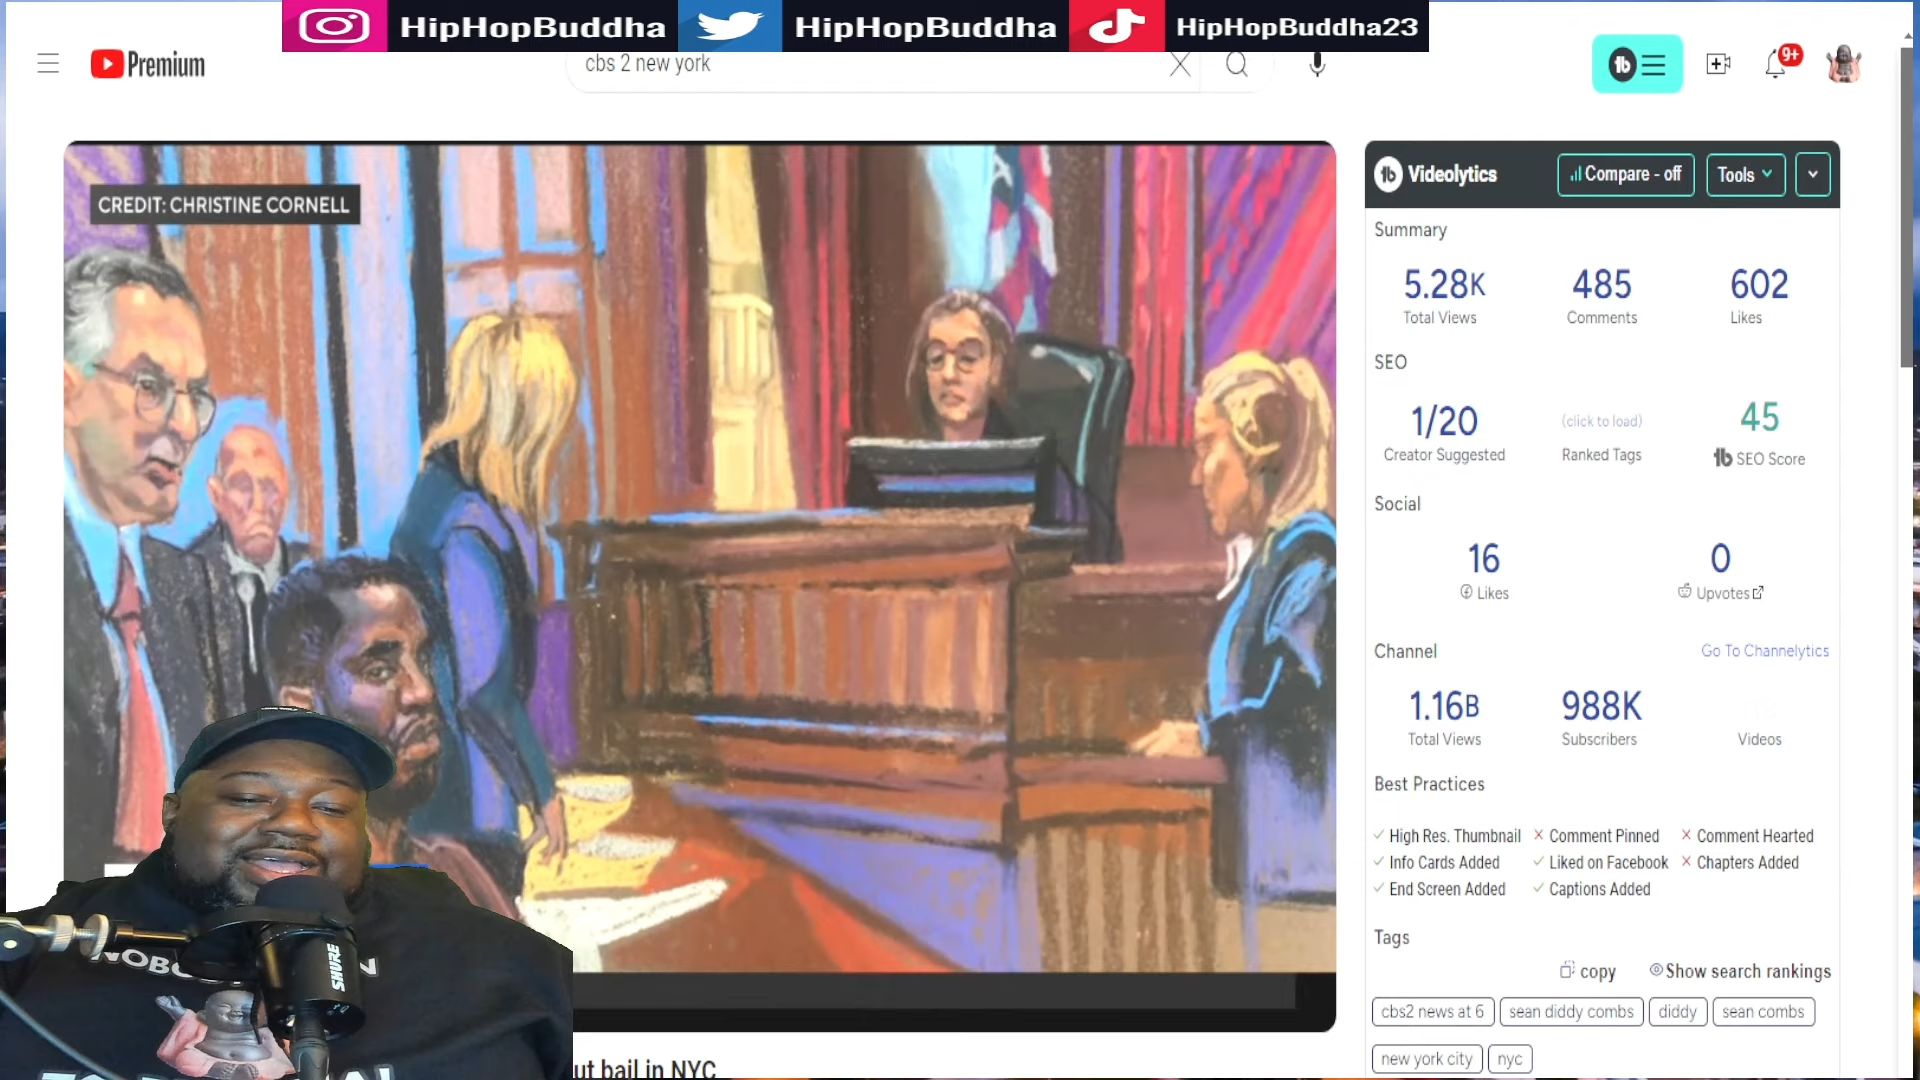 HipHopBuddha HipHopBuddha HipHopBuddha23
Premium
cbs 2 new york
9+
CREDIT: CHRISTINE CORNELL
Videolytics Compare - off Tools
Summary
5.28K 485 602
Total Views Comments Likes
SEO
1/20 (click to load) 45
Creator Suggested Ranked Tags SEO Score
Social
16 0
Likes Upvotes
Channel Go To Channelytics
1.16B 988K
Total Views Subscribers Videos
Best Practices
High Res. Thumbnail Comment Pinned Comment Hearted
Info Cards Added Liked on Facebook Chapters Added
End Screen Added Captions Added
Tags
copy Show search rankings
cbs2 news at 6 sean diddy combs diddy sean combs
new york city nyc
SHURE
ut bail in NYC